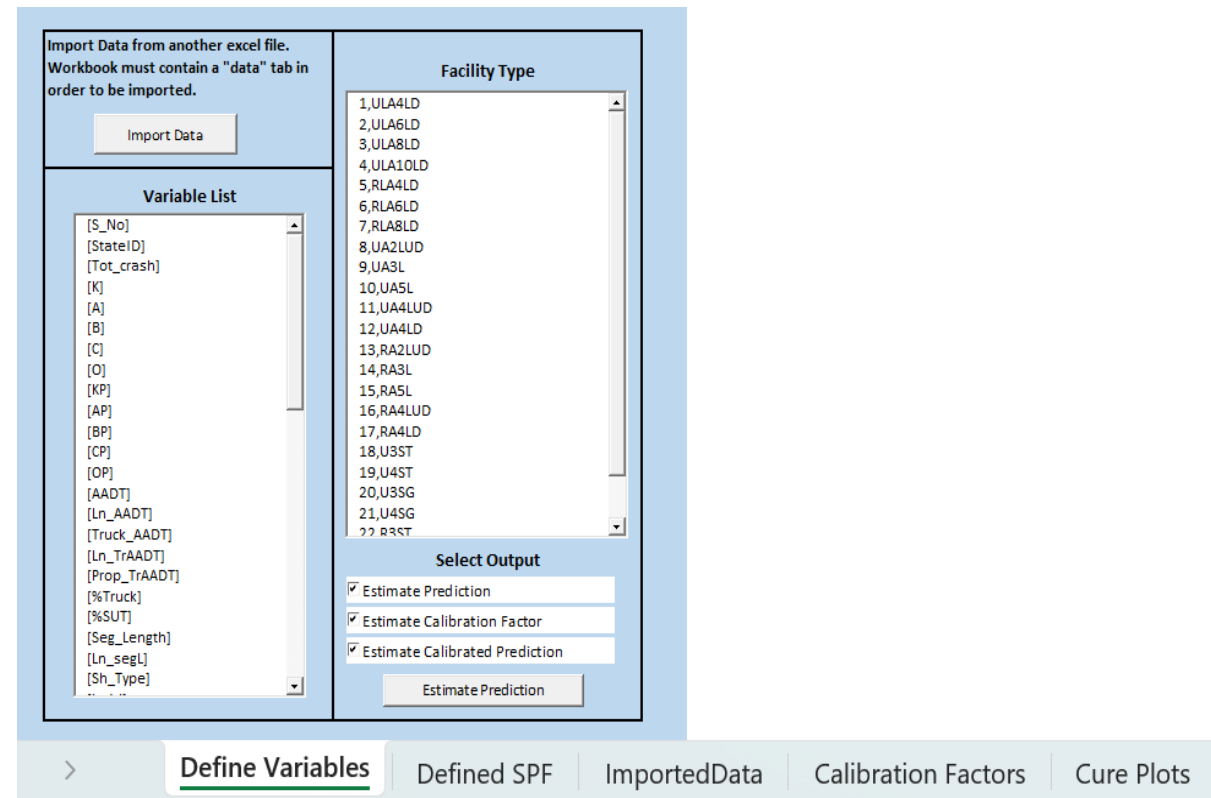 Import Data from another excel file.
Workbook must contain a "data" tab in
order to be imported.
Import Data
Variable List
[S_No]
[StateID]
[Tot_crash]
[K]
[A]
[B]
[C]
[O]
[KP]
[AP]
[BP]
[CP]
[OP]
[AADT]
[Ln_AADT]
[Truck_AADT]
[Ln_TrAADT]
[Prop_TrAADT]
[%Truck]
[%SUT]
[Seg_Length]
[Ln_segL]
[Sh_Type]
Facility Type
1,ULA4LD
2,ULA6LD
3,ULA8LD
4,ULA10LD
5,RLA4LD
6,RLA6LD
7,RLA8LD
8,UA2LUD
9,UA3L
10,UA5L
11,UA4LUD
12,UA4LD
13,RA2LUD
14,RA3L
15,RA5L
16,RA4LUD
17,RA4LD
18,U3ST
19,U4ST
20,U3SG
21,U4SG
22,R3ST
Select Output
Estimate Prediction
Estimate Calibration Factor
Estimate Calibrated Prediction
Estimate Prediction
Define Variables Defined SPF ImportedData Calibration Factors Cure Plots